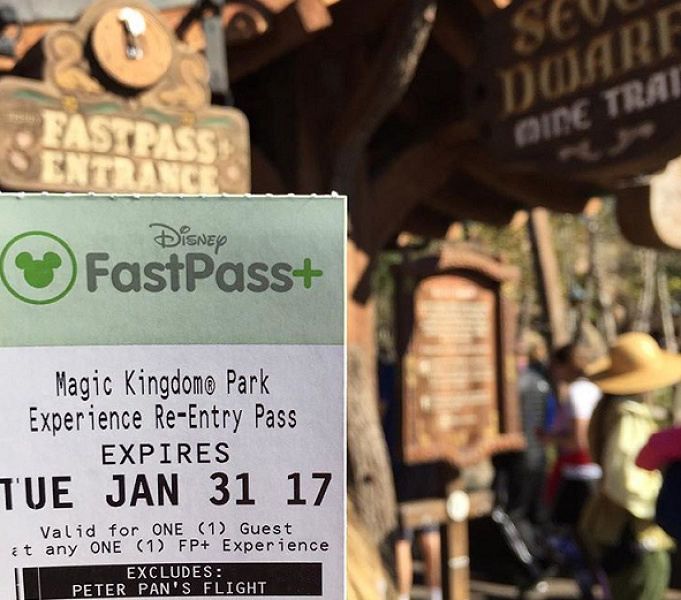 FASTPASS+
ENTRANCE
SEVEN
DWARF
MINE TRAI
Disney
FastPass+
Magic Kingdom® Park
Experience Re-Entry Pass
EXPIRES
TUE JAN 31 17
Valid for ONE (1) Guest
at any ONE (1) FP+ Experience
EXCLUDES:
PETER PAN'S FLIGHT